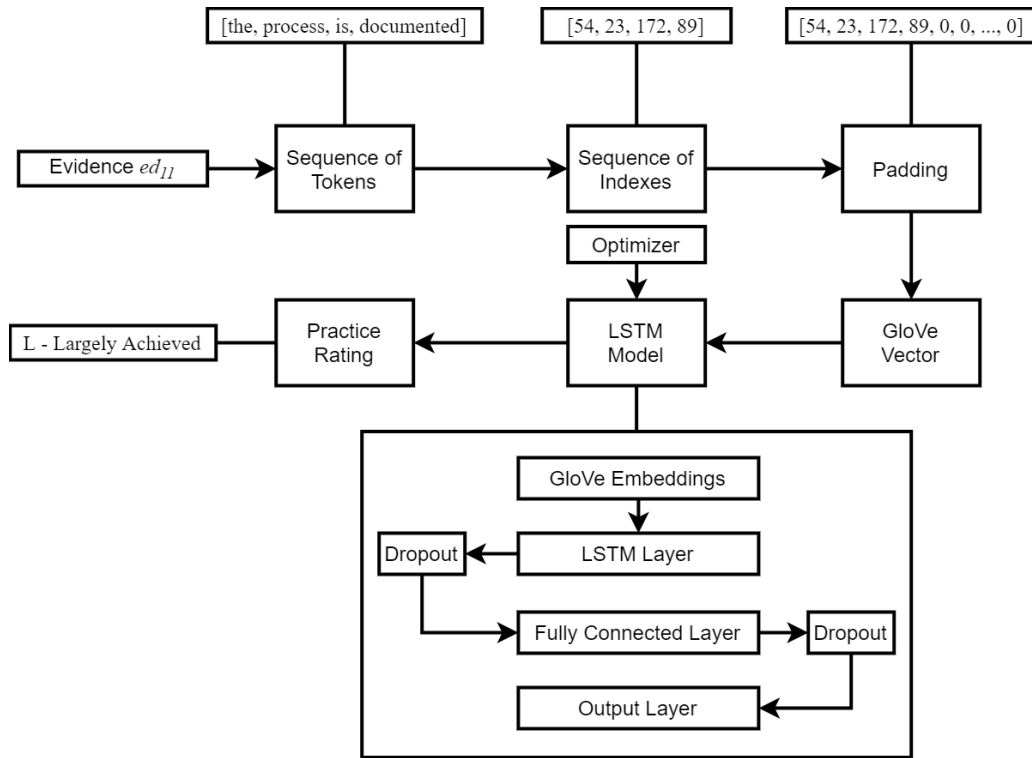 [the, process, is, documented]
[54, 23, 172, 89]
[54, 23, 172, 89, 0, 0, ..., 0]
Evidence ed11
Sequence of
Tokens
Sequence of
Indexes
Padding
Optimizer
L - Largely Achieved
Practice
Rating
LSTM
Model
GloVe
Vector
GloVe Embeddings
Dropout
LSTM Layer
Fully Connected Layer
Dropout
Output Layer